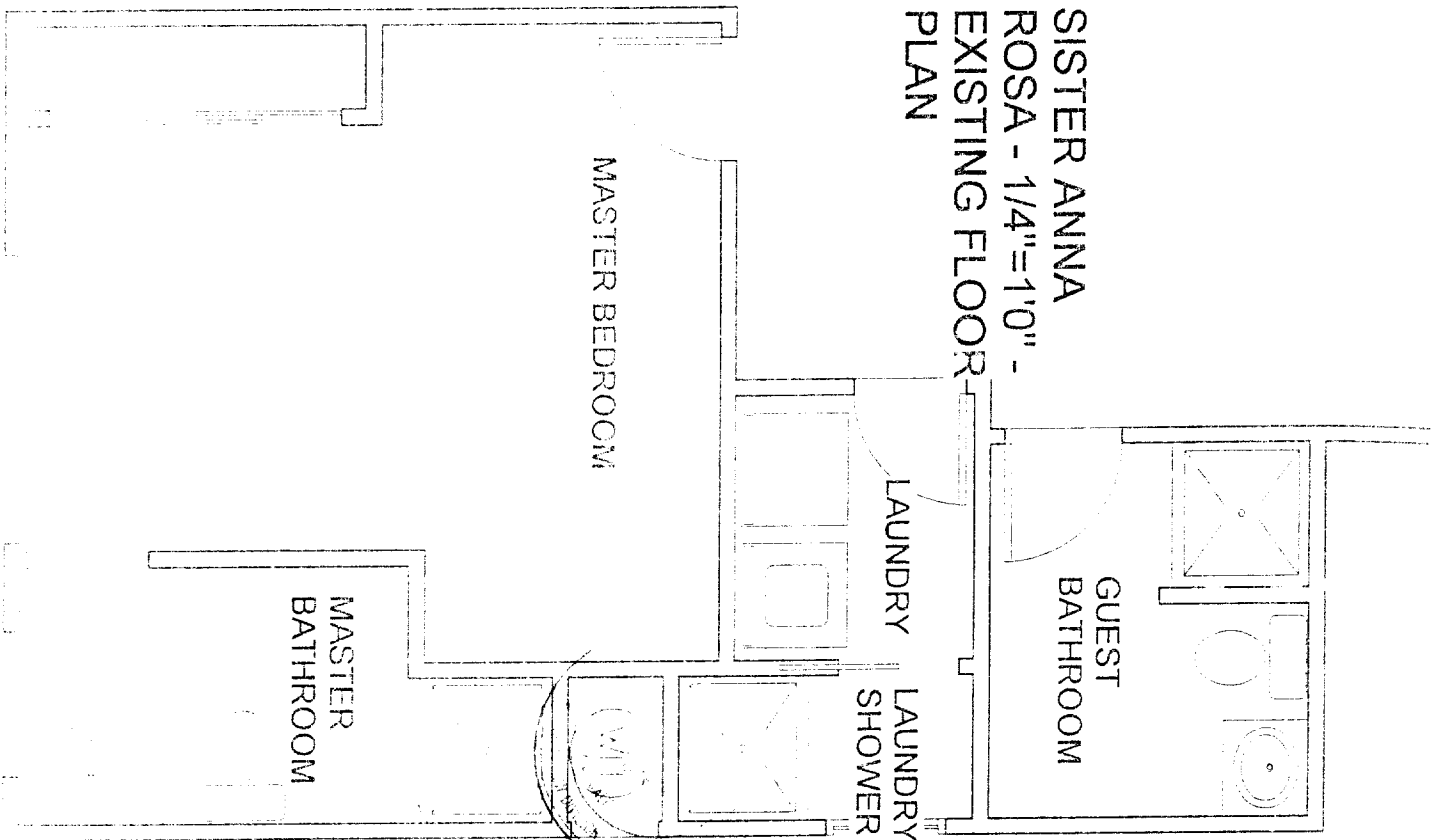 SISTER ANNA
ROSA - 1/4"=1'0" -
EXISTING FLOOR
PLAN
MASTER BEDROOM
LAUNDRY
GUEST
BATHROOM
LAUNDRY
SHOWER
MASTER
BATHROOM